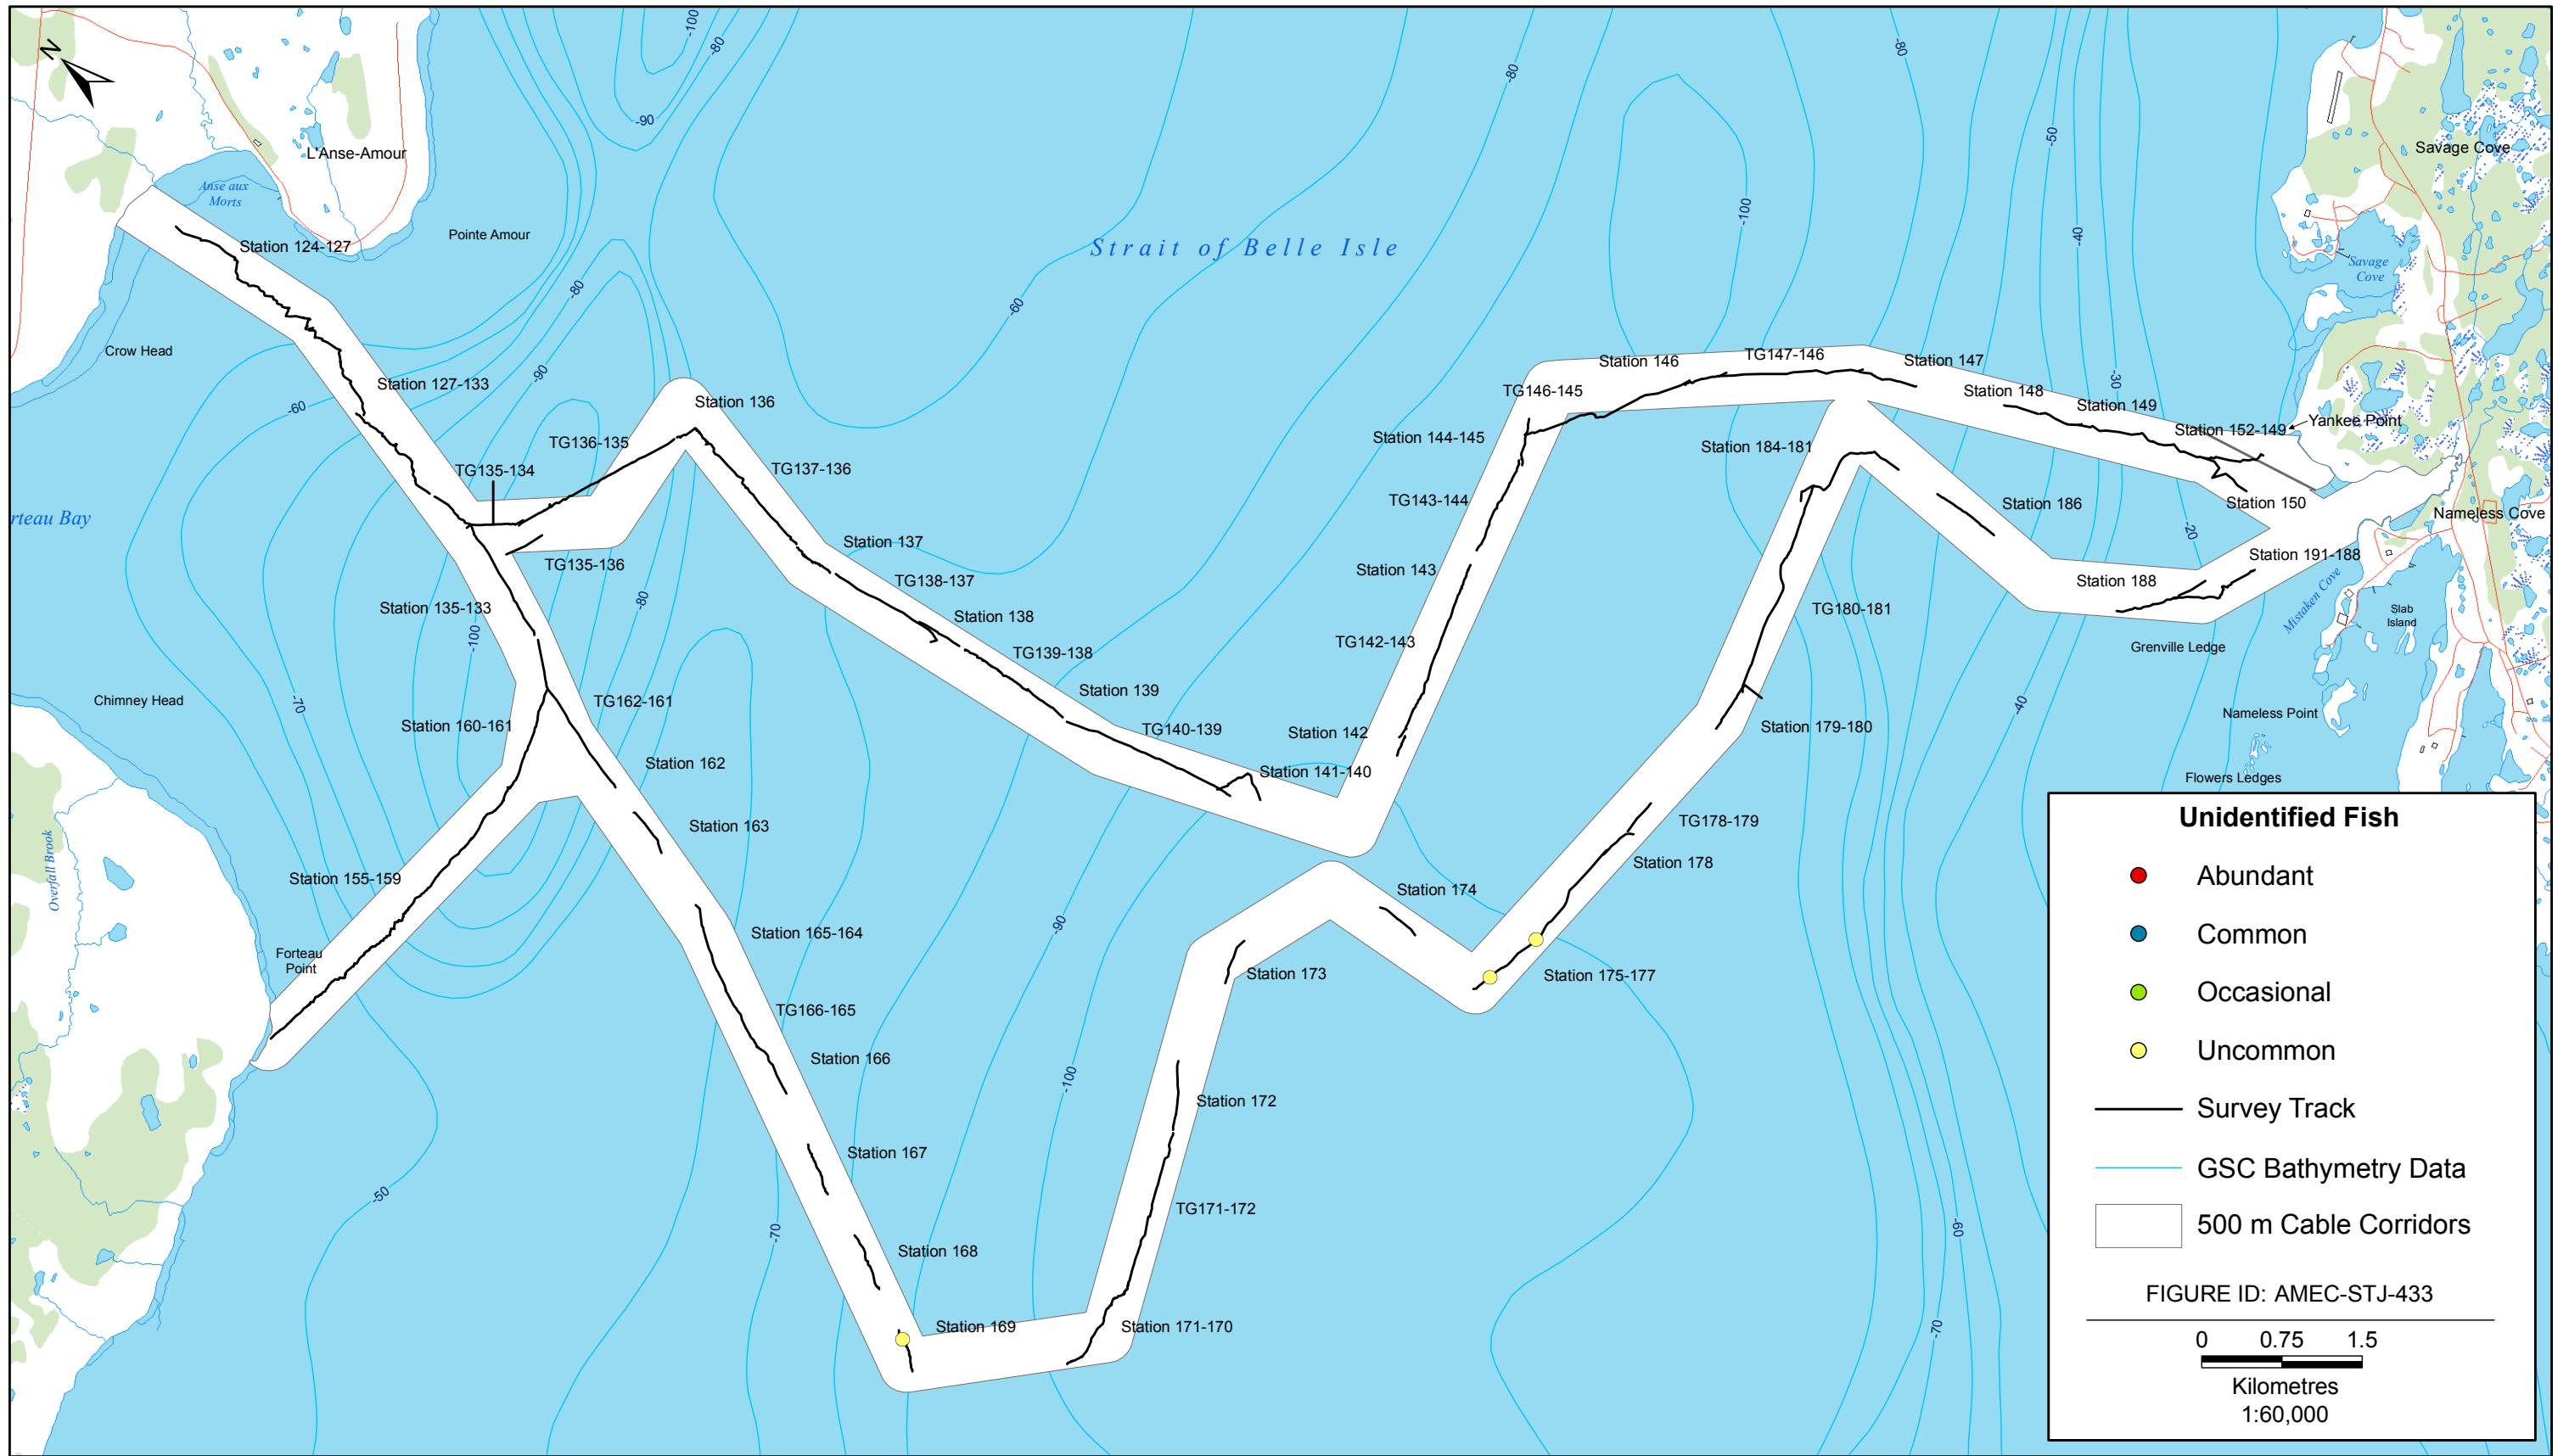 N
-100
-80
-90
-80
-80
-50
-100
-40
-60
L'Anse-Amour
Savage Cove
Anse aux
Morts
Pointe Amour
Strait of Belle Isle
Savage
Cove
Station 124-127
-80
-90
-60
Crow Head
Station 127-133
Station 136
TG136-135
TG135-134
TG137-136
Station 146
TG147-146
Station 147
TG146-145
Station 148
-30
Station 149
Station 144-145
Station 184-181
Station 152-149
Yankee Point
rteau Bay
TG143-144
Station 186
Station 150
Nameless Cove
-20
Station 137
TG135-136
TG138-137
Station 143
Station 191-188
Station 188
Mistaken Cove
Station 135-133
-100
-80
Station 138
TG180-181
Slab
Island
TG139-138
TG142-143
Grenville Ledge
Chimney Head
-70
TG162-161
Station 139
-40
Nameless Point
Station 160-161
TG140-139
Station 142
Station 179-180
Station 162
Station 141-140
Flowers Ledges
Station 163
TG178-179
Station 178
Overfall Brook
Station 155-159
Station 174
-90
Station 165-164
Forteau
Point
Station 173
Station 175-177
TG166-165
Station 166
-100
Station 172
Station 167
-50
-70
TG171-172
-60
Station 168
Station 169
Station 171-170
-70
Unidentified Fish
Abundant
Common
Occasional
Uncommon
Survey Track
GSC Bathymetry Data
500 m Cable Corridors
FIGURE ID: AMEC-STJ-433
0 0.75 1.5
Kilometres
1:60,000